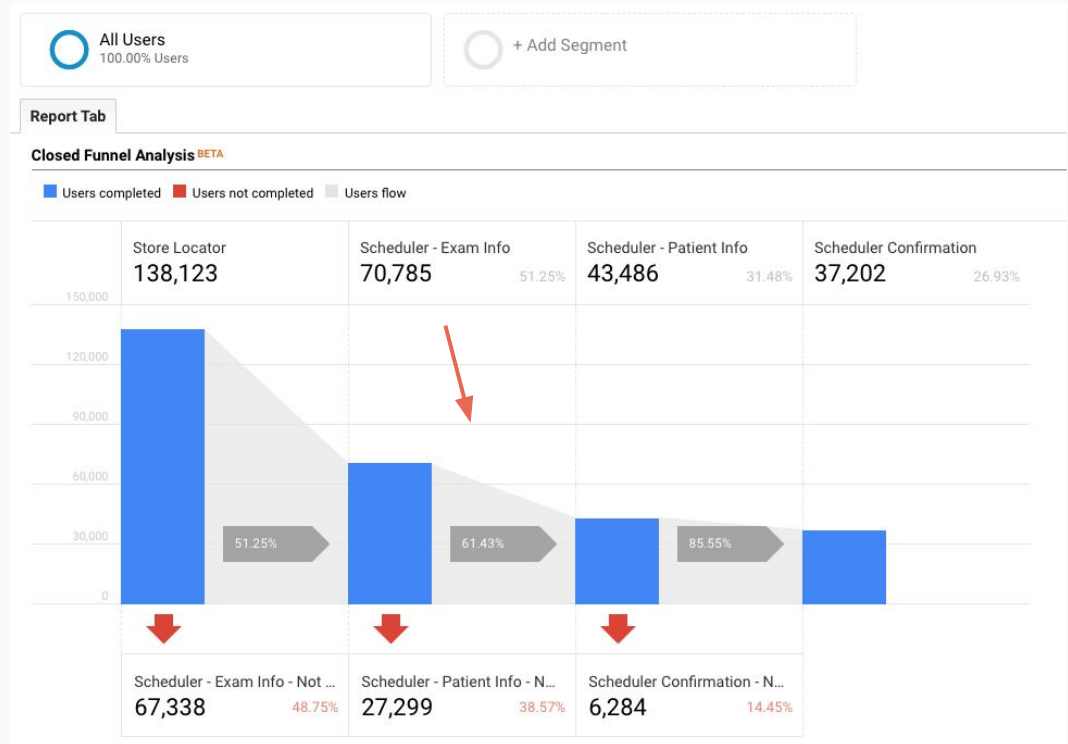 All Users
100.00% Users
+ Add Segment
Report Tab
Closed Funnel Analysis BETA
Users completed Users not completed Users flow
Store Locator
138,123
Scheduler - Exam Info
70,785 51.25%
Scheduler - Patient Info
43,486 31.48%
Scheduler Confirmation
37,202 26.93%
150,000
120,000
90,000
60,000
30,000
0
51.25%
61.43%
85.55%
Scheduler - Exam Info - Not ...
67,338 48.75%
Scheduler - Patient Info - N...
27,299 38.57%
Scheduler Confirmation - N...
6,284 14.45%